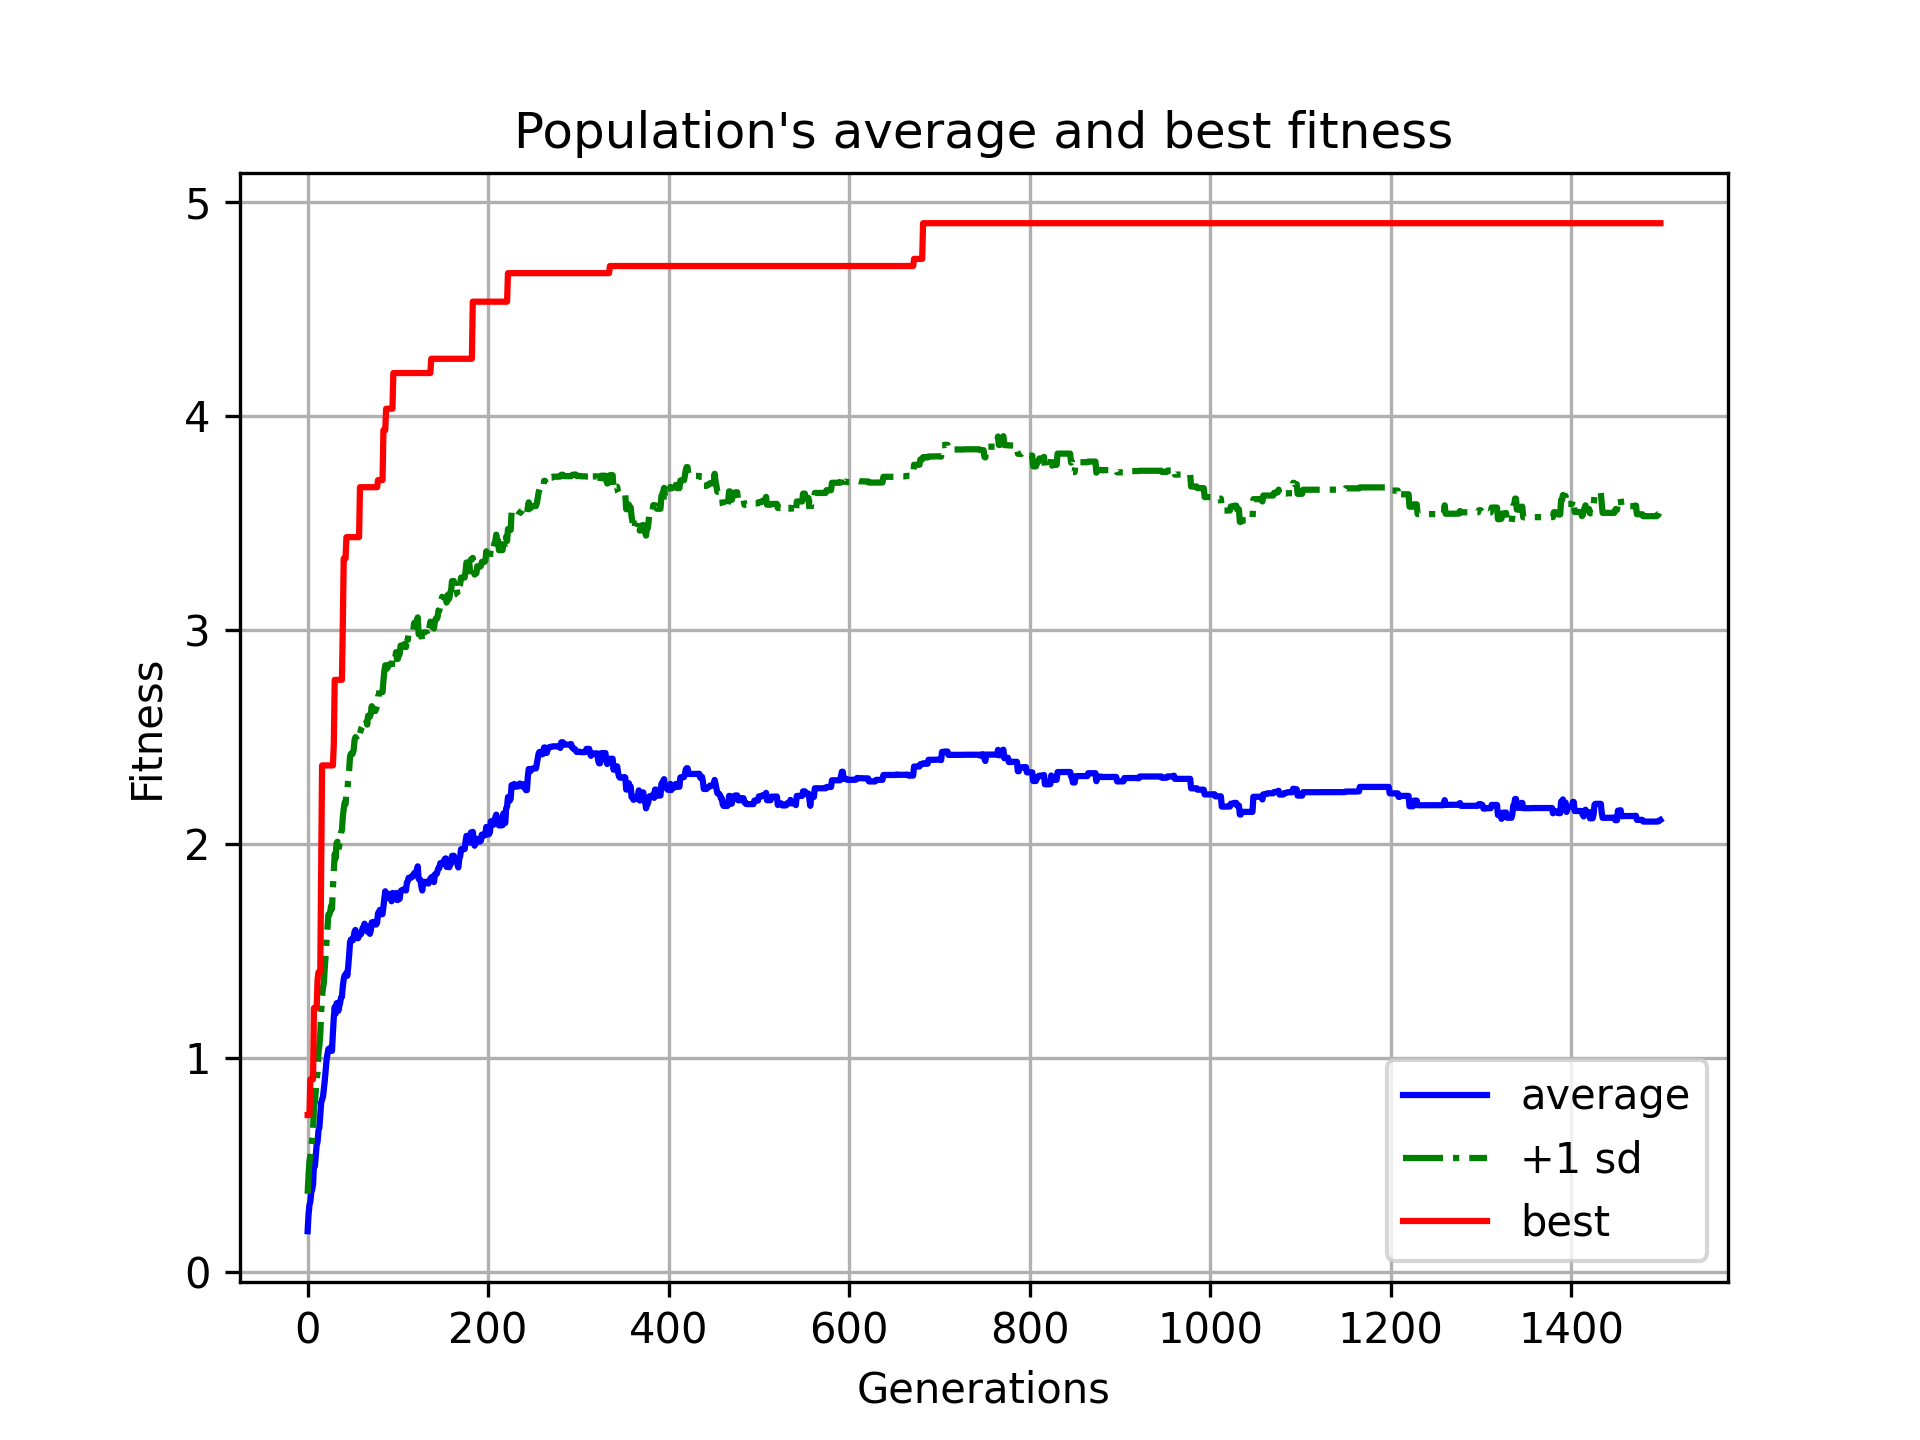 Population's average and best fitness
5
4
3
2
1
0
Fitness
0 200 400 600 800 1000 1200 1400
Generations
average
+1 sd
best